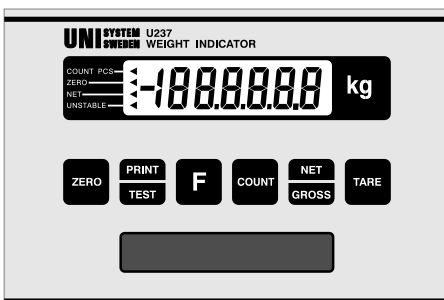 UNI SYSTEM SWEDEN U237
WEIGHT INDICATOR
COUNT PCS
ZERO
NET
UNSTABLE
-188.8.8.8.8 kg
ZERO
PRINT
TEST
F
COUNT
NET
GROSS
TARE